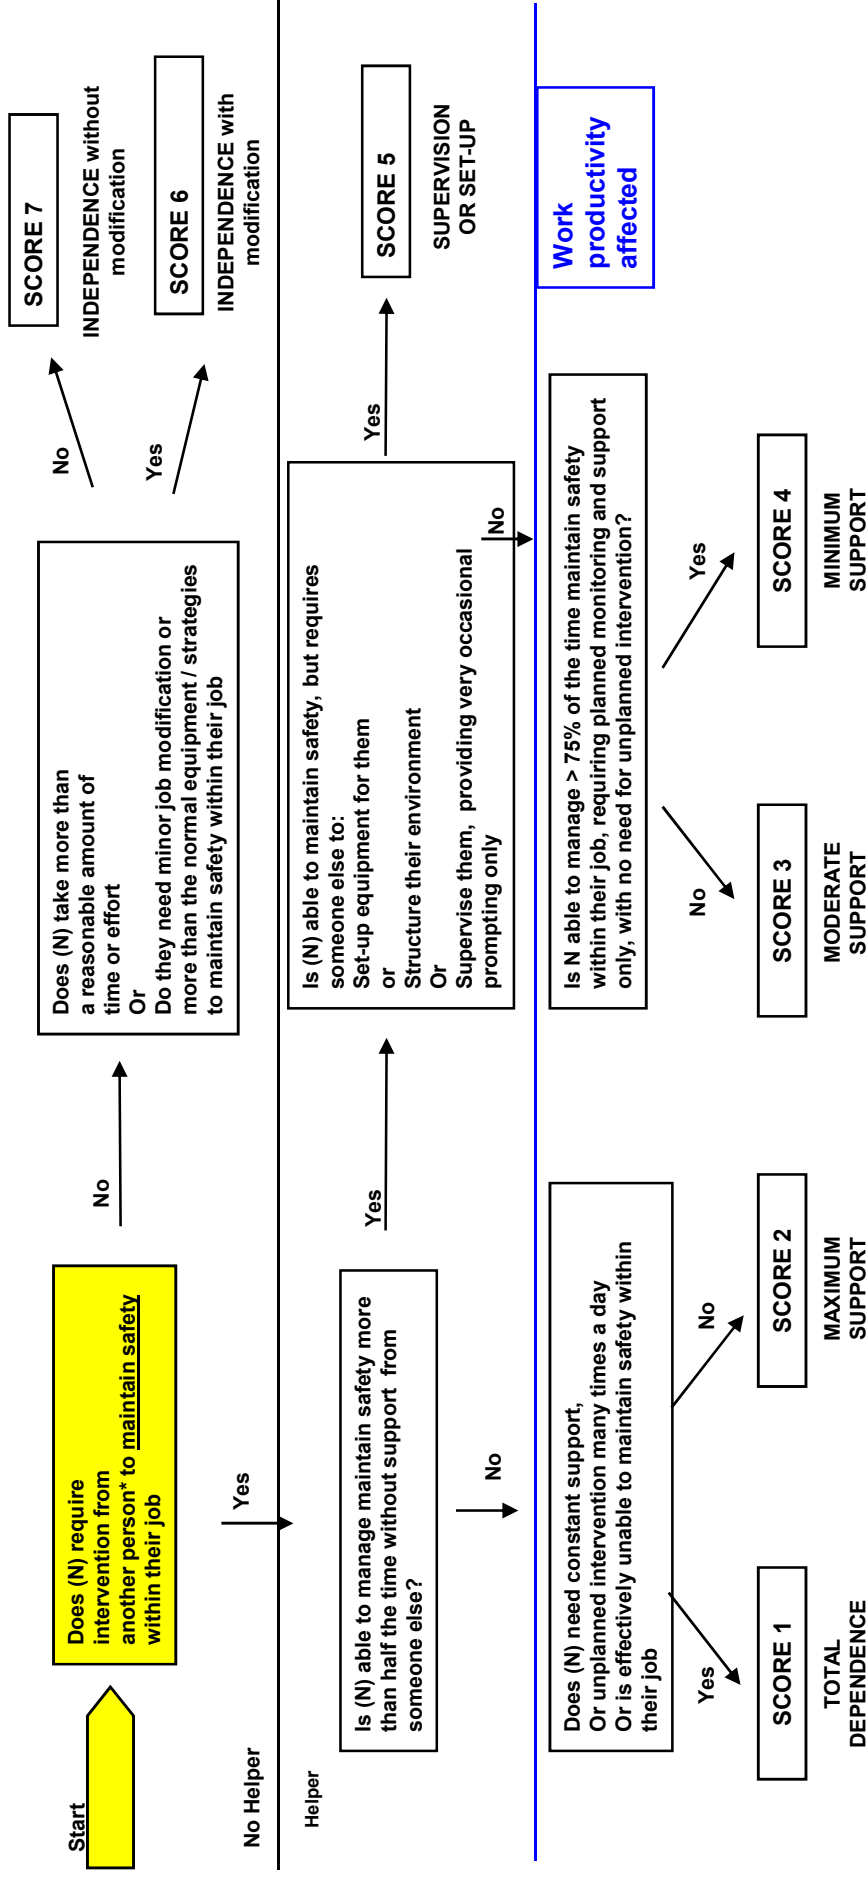 Start
Does (N) require
intervention from
another person* to maintain safety
within their job
No
Does (N) take more than
a reasonable amount of
time or effort
Or
Do they need minor job modification or
more than the normal equipment / strategies
to maintain safety within their job
No
SCORE 7
INDEPENDENCE without
modification
Yes
SCORE 6
INDEPENDENCE with
modification
Yes
No Helper
Helper
Is (N) able to manage maintain safety more
than half the time without support from
someone else?
Yes
Is (N) able to maintain safety, but requires
someone else to:
Set-up equipment for them
or
Structure their environment
Or
Supervise them, providing very occasional
prompting only
Yes
SCORE 5
SUPERVISION
OR SET-UP
No
No
Work
productivity
affected
Does (N) need constant support,
Or unplanned intervention many times a day
Or is effectively unable to maintain safety within
their job
Yes
No
SCORE 1
TOTAL
DEPENDENCE
SCORE 2
MAXIMUM
SUPPORT
Is N able to manage > 75% of the time maintain safety
within their job, requiring planned monitoring and support
only, with no need for unplanned intervention?
No
Yes
SCORE 3
MODERATE
SUPPORT
SCORE 4
MINIMUM
SUPPORT